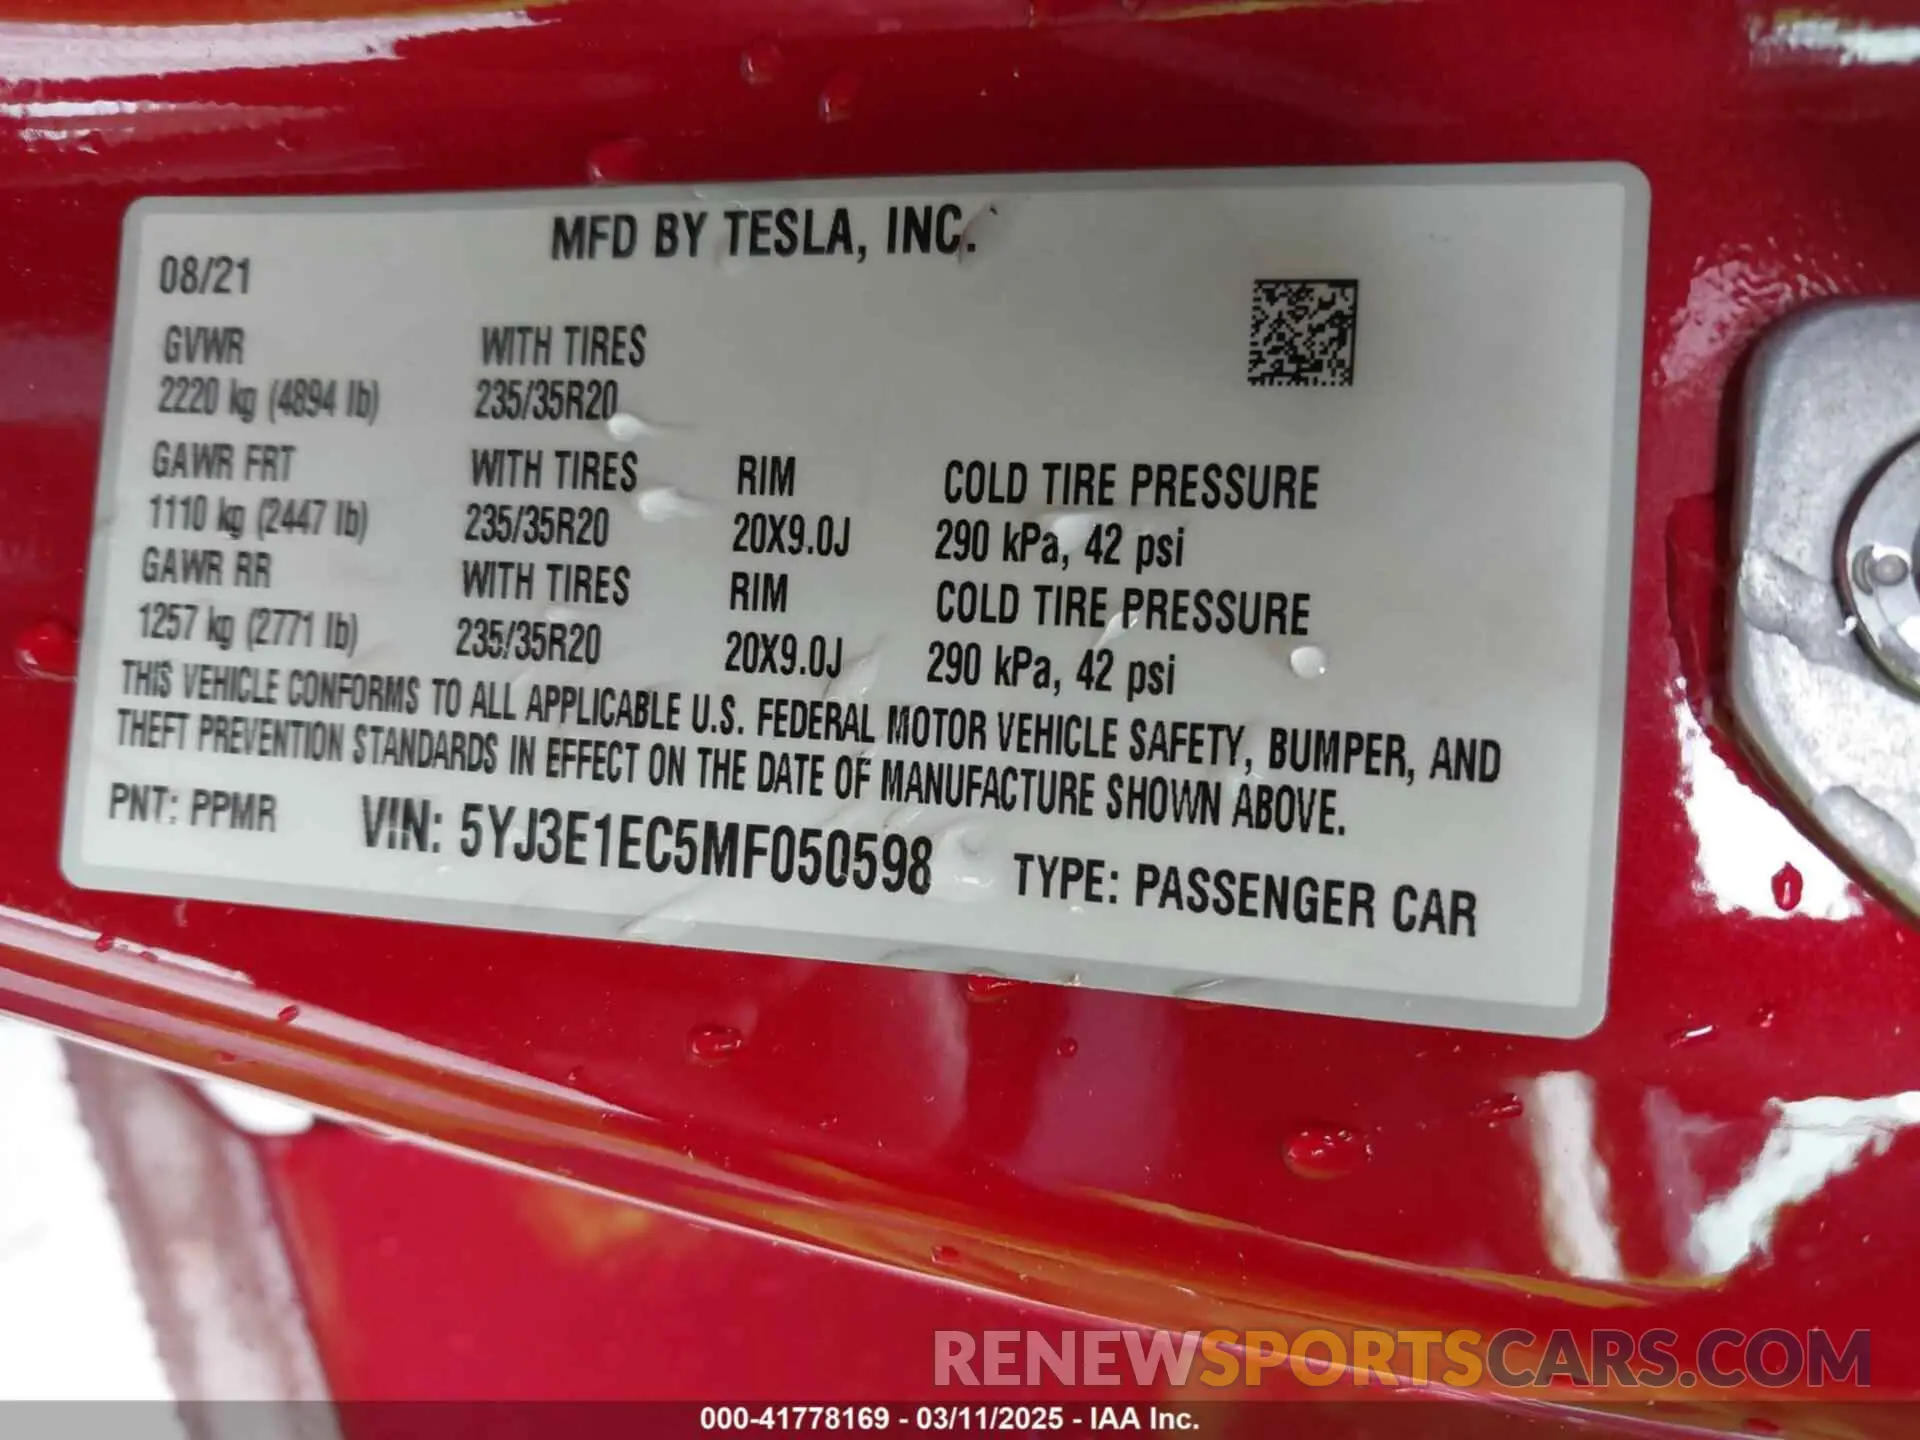 MFD BY TESLA, INC.
08/21
GVWR WITH TIRES
2220 kg (4894 lb) 235/35R20
GAWR FRT WITH TIRES RIM COLD TIRE PRESSURE
1110 kg (2447 lb) 235/35R20 20X9.0J 290 kPa, 42 psi
GAWR RR WITH TIRES RIM COLD TIRE PRESSURE
1257 kg (2771 lb) 235/35R20 20X9.0J 290 kPa, 42 psi
THIS VEHICLE CONFORMS TO ALL APPLICABLE U.S. FEDERAL MOTOR VEHICLE SAFETY, BUMPER, AND
THEFT PREVENTION STANDARDS IN EFFECT ON THE DATE OF MANUFACTURE SHOWN ABOVE.
PNT: PPMR VIN: 5YJ3E1EC5MF050598 TYPE: PASSENGER CAR
RENEWSPORTSCARS.COM
000-41778169 - 03/11/2025 - IAA Inc.